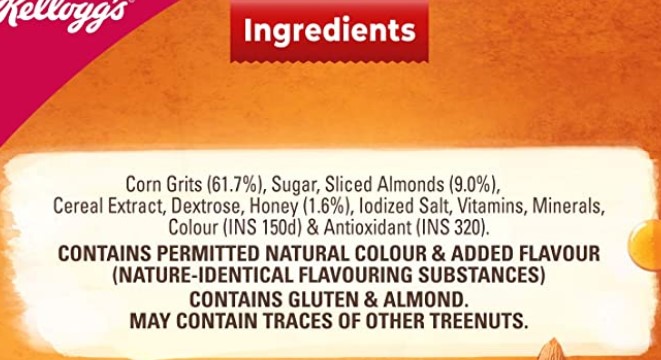 Kellogg's
Ingredients
Corn Grits (61.7%), Sugar, Sliced Almonds (9.0%),
Cereal Extract, Dextrose, Honey (1.6%), Iodized Salt, Vitamins, Minerals,
Colour (INS 150d) & Antioxidant (INS 320).
CONTAINS PERMITTED NATURAL COLOUR & ADDED FLAVOUR
(NATURE-IDENTICAL FLAVOURING SUBSTANCES)
CONTAINS GLUTEN & ALMOND.
MAY CONTAIN TRACES OF OTHER TREENUTS.